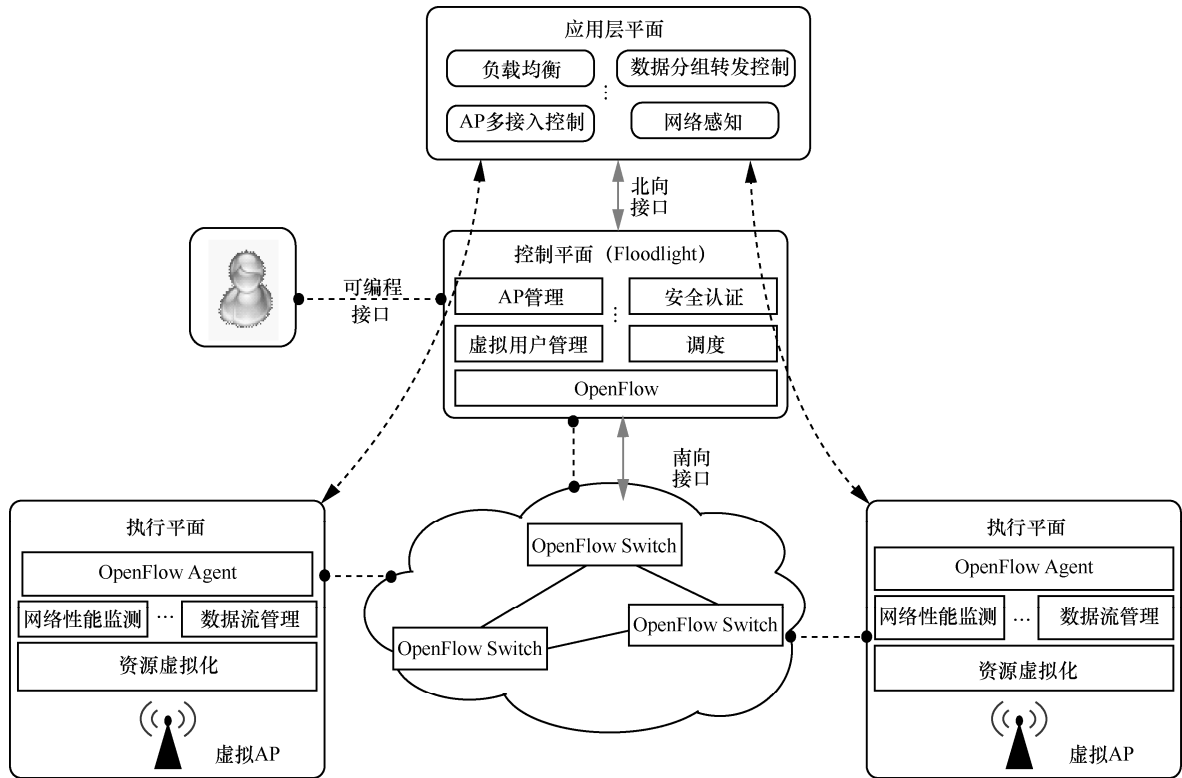 应用层平面
负载均衡
数据分组转发控制
⋮
AP多接入控制
网络感知
北向
接口
控制平面（Floodlight）
可编程
接口
AP管理
安全认证
⋮
虚拟用户管理
调度
OpenFlow
南向
接口
执行平面
OpenFlow Agent
网络性能监测
…
数据流管理
资源虚拟化
虚拟AP
OpenFlow Switch
OpenFlow Switch
OpenFlow Switch
执行平面
OpenFlow Agent
网络性能监测
…
数据流管理
资源虚拟化
虚拟AP